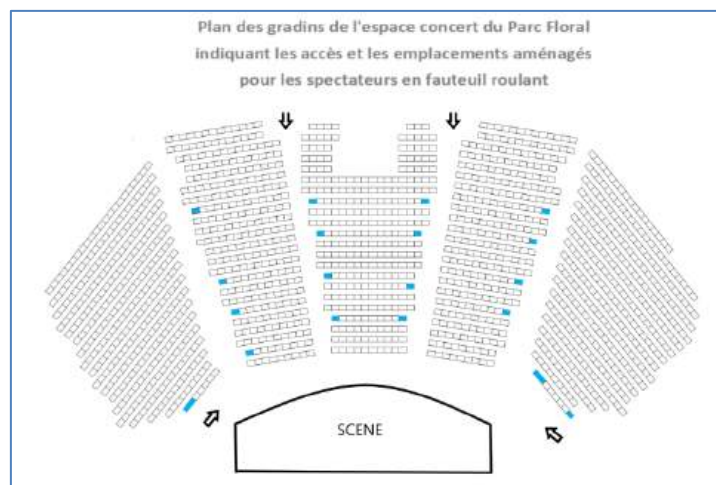 Plan des gradins de l'espace concert du Parc Floral
indiquant les accès et les emplacements aménagés
pour les spectateurs en fauteuil roulant
SCENE